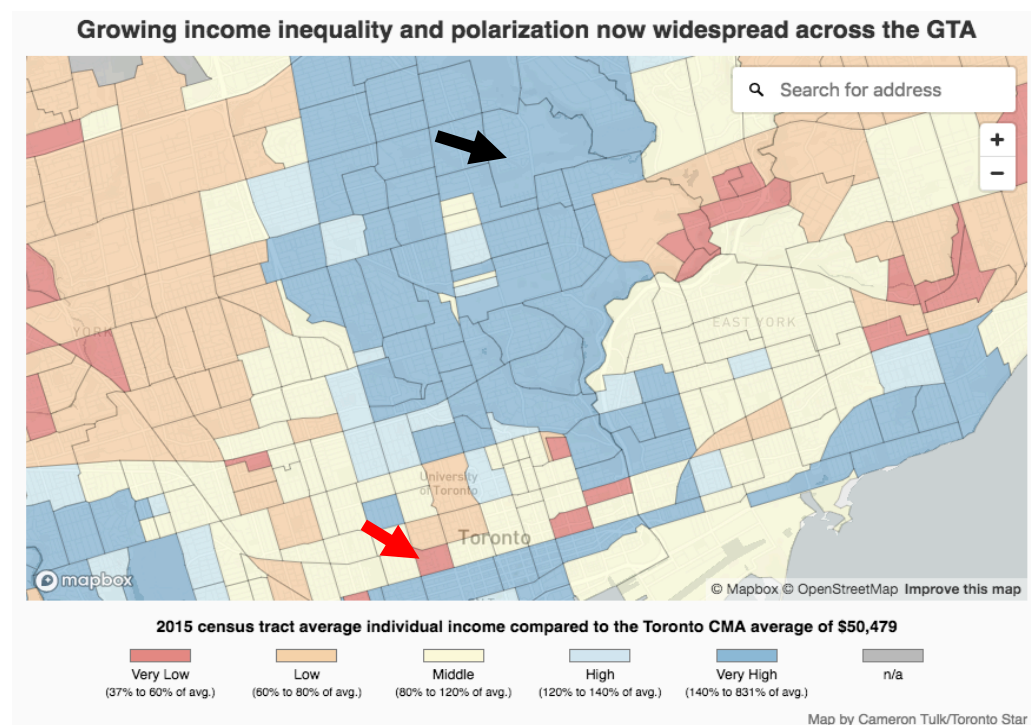 Growing income inequality and polarization now widespread across the GTA
Search for address
+
−
YORK
EAST YORK
University
of Toronto
Toronto
mapbox
© Mapbox © OpenStreetMap Improve this map
2015 census tract average individual income compared to the Toronto CMA average of $50,479
Very Low Low Middle High Very High n/a
(37% to 60% of avg.) (60% to 80% of avg.) (80% to 120% of avg.) (120% to 140% of avg.) (140% to 831% of avg.)
Map by Cameron Tulk/Toronto Star